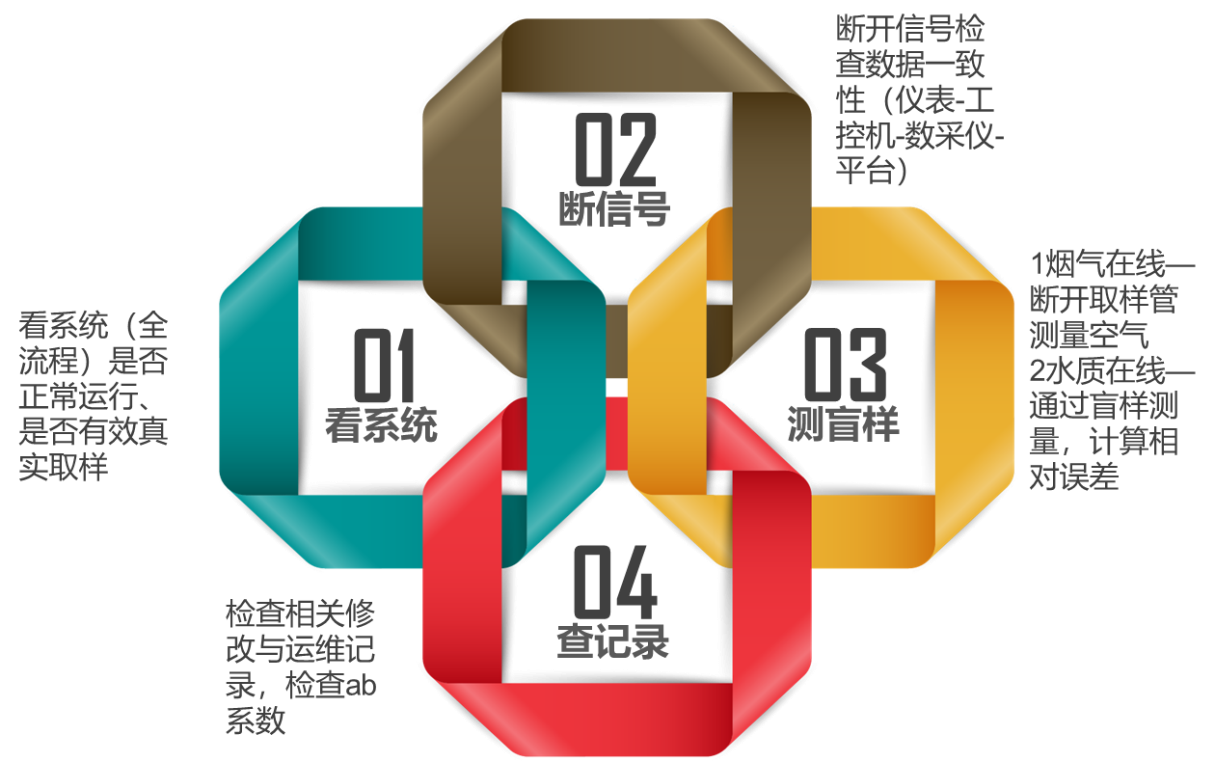 01
看系统
看系统（全
流程）是否
正常运行、
是否有效真
实取样
02
断信号
断开信号检
查数据一致
性（仪表-工
控机-数采仪-
平台）
03
测盲样
1烟气在线—
断开取样管
测量空气
2水质在线—
通过盲样测
量，计算相
对误差
04
查记录
检查相关修
改与运维记
录，检查ab
系数